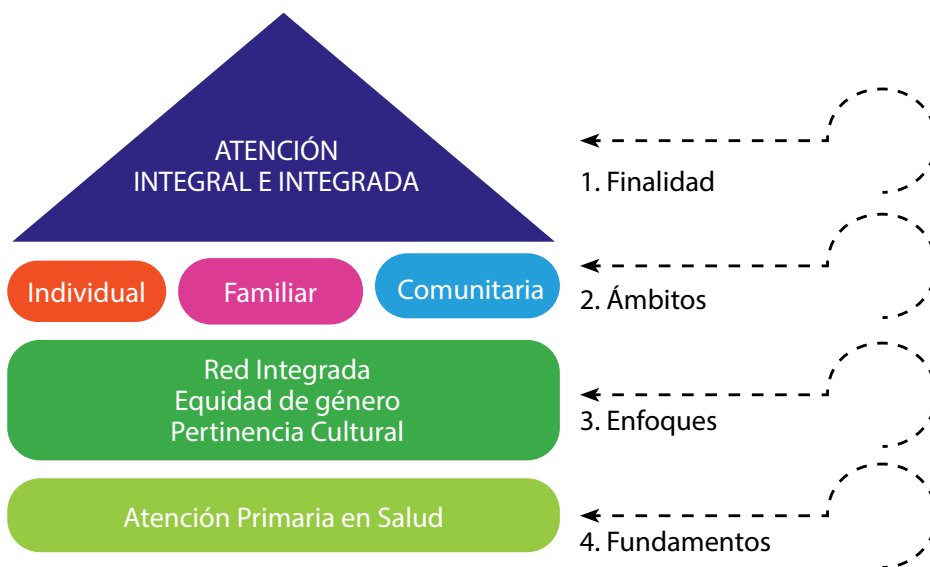 ATENCIÓN
INTEGRAL E INTEGRADA
1. Finalidad
Individual
Familiar
Comunitaria
2. Ámbitos
Red Integrada
Equidad de género
Pertinencia Cultural
3. Enfoques
Atención Primaria en Salud
4. Fundamentos